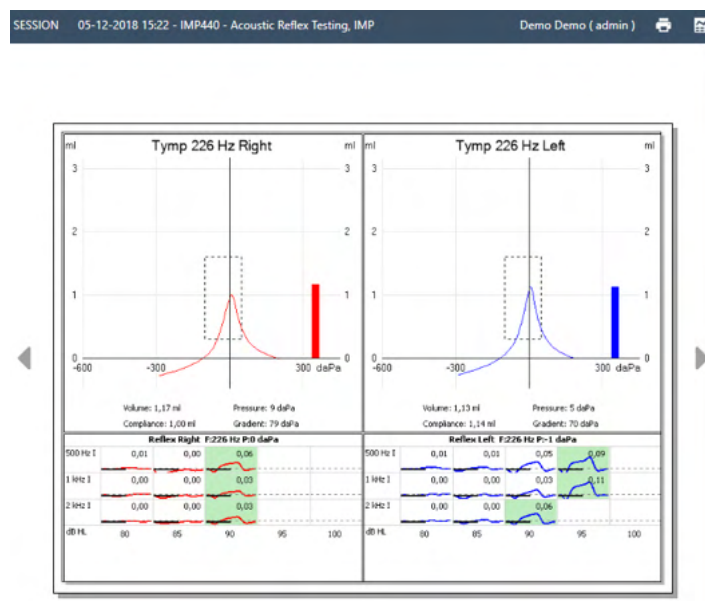 SESSION 05-12-2018 15:22 - IMP440 - Acoustic Reflex Testing, IMP Demo Demo ( admin )
ml Tymp 226 Hz Right ml
3 3
2 2
1 1
0
-600 -300 300 daPa
Volume: 1,17 ml Pressure: 9 daPa
Compliance: 1,00 ml Gradient: 79 daPa
ml Tymp 226 Hz Left ml
3 3
2 2
1 1
0
-600 -300 300 daPa
Volume: 1,13 ml Pressure: 5 daPa
Compliance: 1,14 ml Gradient: 70 daPa
Reflex Right F:226 Hz P:0 daPa
500 Hz I 0,01 0,00 0,06
1 kHz I 0,00 0,00 0,03
2 kHz I 0,00 0,00 0,03
dB HL 80 85 90 95 100
Reflex Left F:226 Hz P:-1 daPa
500 Hz I 0,01 0,01 0,05 0,09
1 kHz I 0,00 0,00 0,03 0,11
2 kHz I 0,00 0,00 0,06
dB HL 80 85 90 95 100